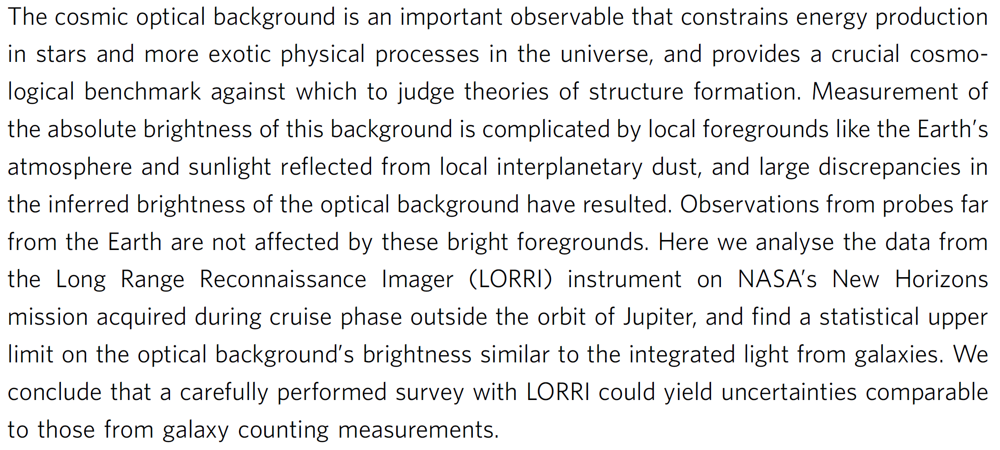 The cosmic optical background is an important observable that constrains energy production
in stars and more exotic physical processes in the universe, and provides a crucial cosmo-
logical benchmark against which to judge theories of structure formation. Measurement of
the absolute brightness of this background is complicated by local foregrounds like the Earth’s
atmosphere and sunlight reflected from local interplanetary dust, and large discrepancies in
the inferred brightness of the optical background have resulted. Observations from probes far
from the Earth are not affected by these bright foregrounds. Here we analyse the data from
the Long Range Reconnaissance Imager (LORRI) instrument on NASA’s New Horizons
mission acquired during cruise phase outside the orbit of Jupiter, and find a statistical upper
limit on the optical background’s brightness similar to the integrated light from galaxies. We
conclude that a carefully performed survey with LORRI could yield uncertainties comparable
to those from galaxy counting measurements.